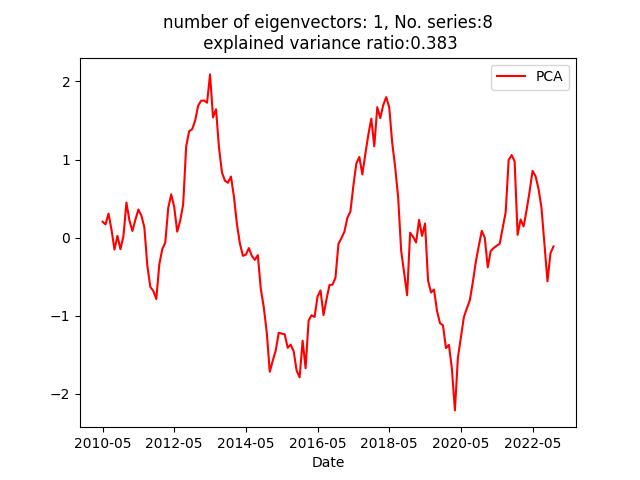 number of eigenvectors: 1, No. series:8
explained variance ratio:0.383
PCA
2
1
0
−1
−2
2010-05 2012-05 2014-05 2016-05 2018-05 2020-05 2022-05
Date